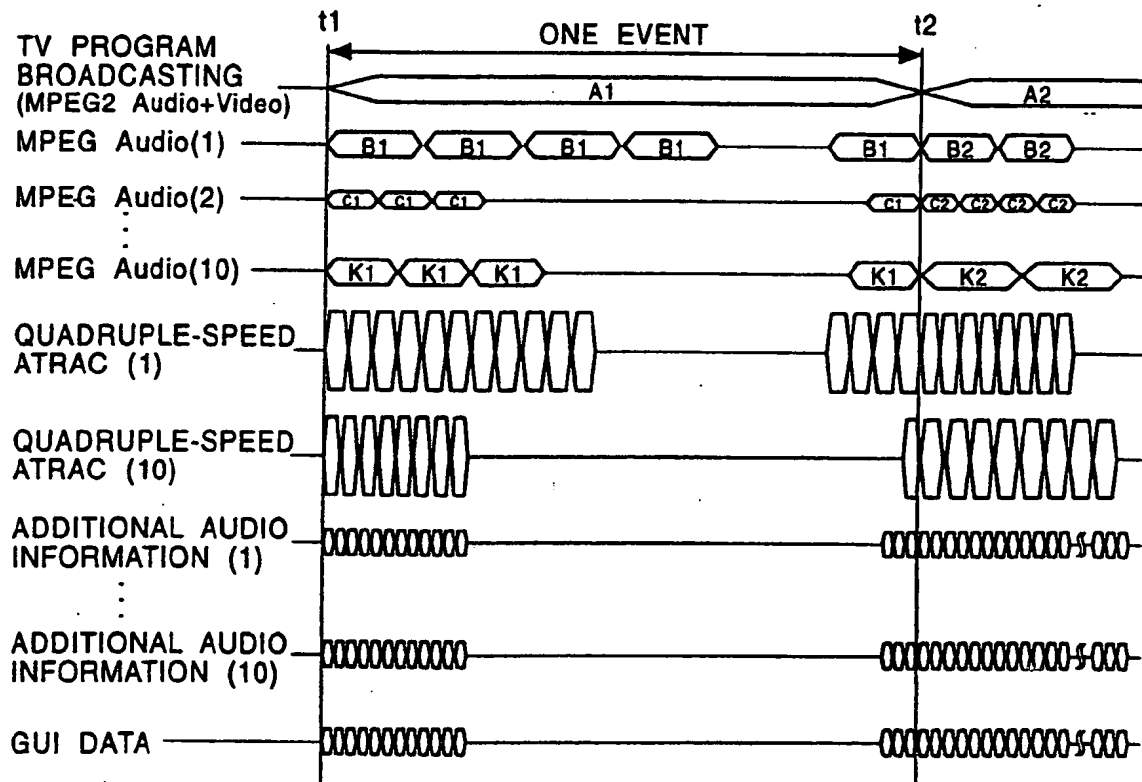 t1 ONE EVENT t2
TV PROGRAM
BROADCASTING
(MPEG2 Audio+Video)
A1 A2
MPEG Audio(1) B1 B1 B1 B1 B1 B2 B2
MPEG Audio(2) C1 C1 C1 C1 C2 C2 C2 C2
MPEG Audio(10) K1 K1 K1 K1 K2 K2
QUADRUPLE-SPEED
ATRAC (1)
QUADRUPLE-SPEED
ATRAC (10)
ADDITIONAL AUDIO
INFORMATION (1)
ADDITIONAL AUDIO
INFORMATION (10)
GUI DATA